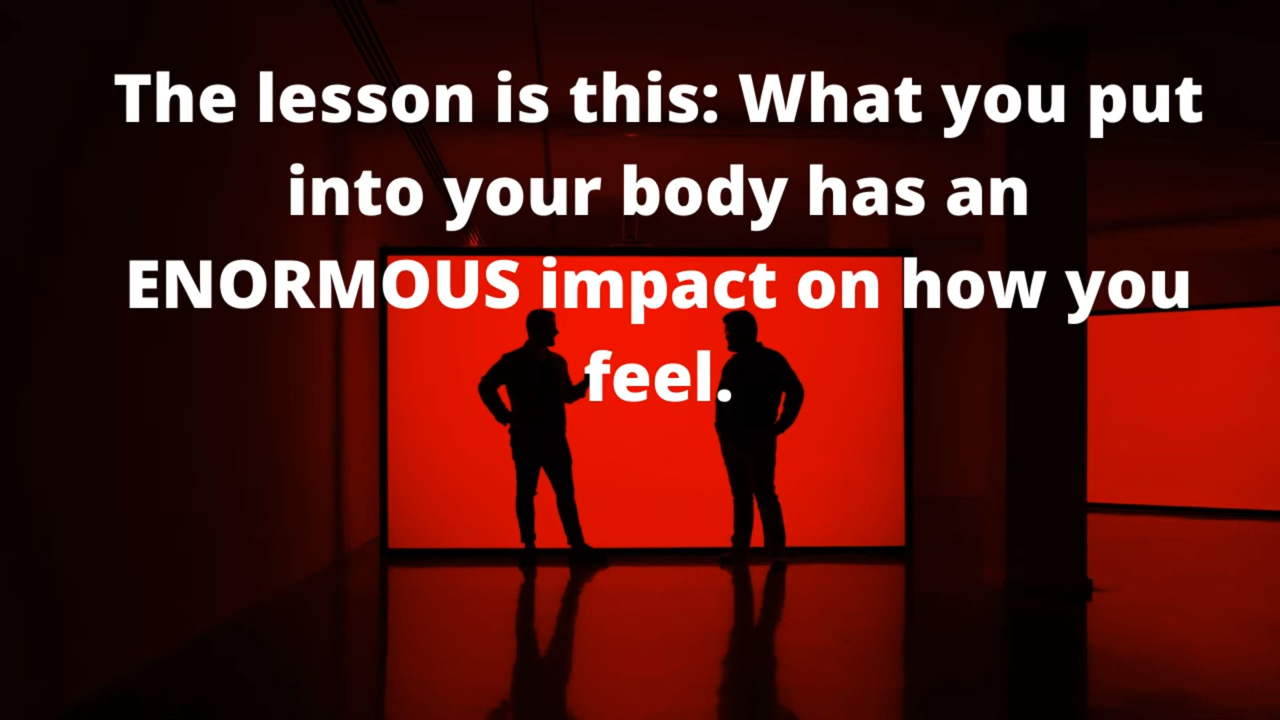 The lesson is this: What you put
into your body has an
ENORMOUS impact on how you
feel.